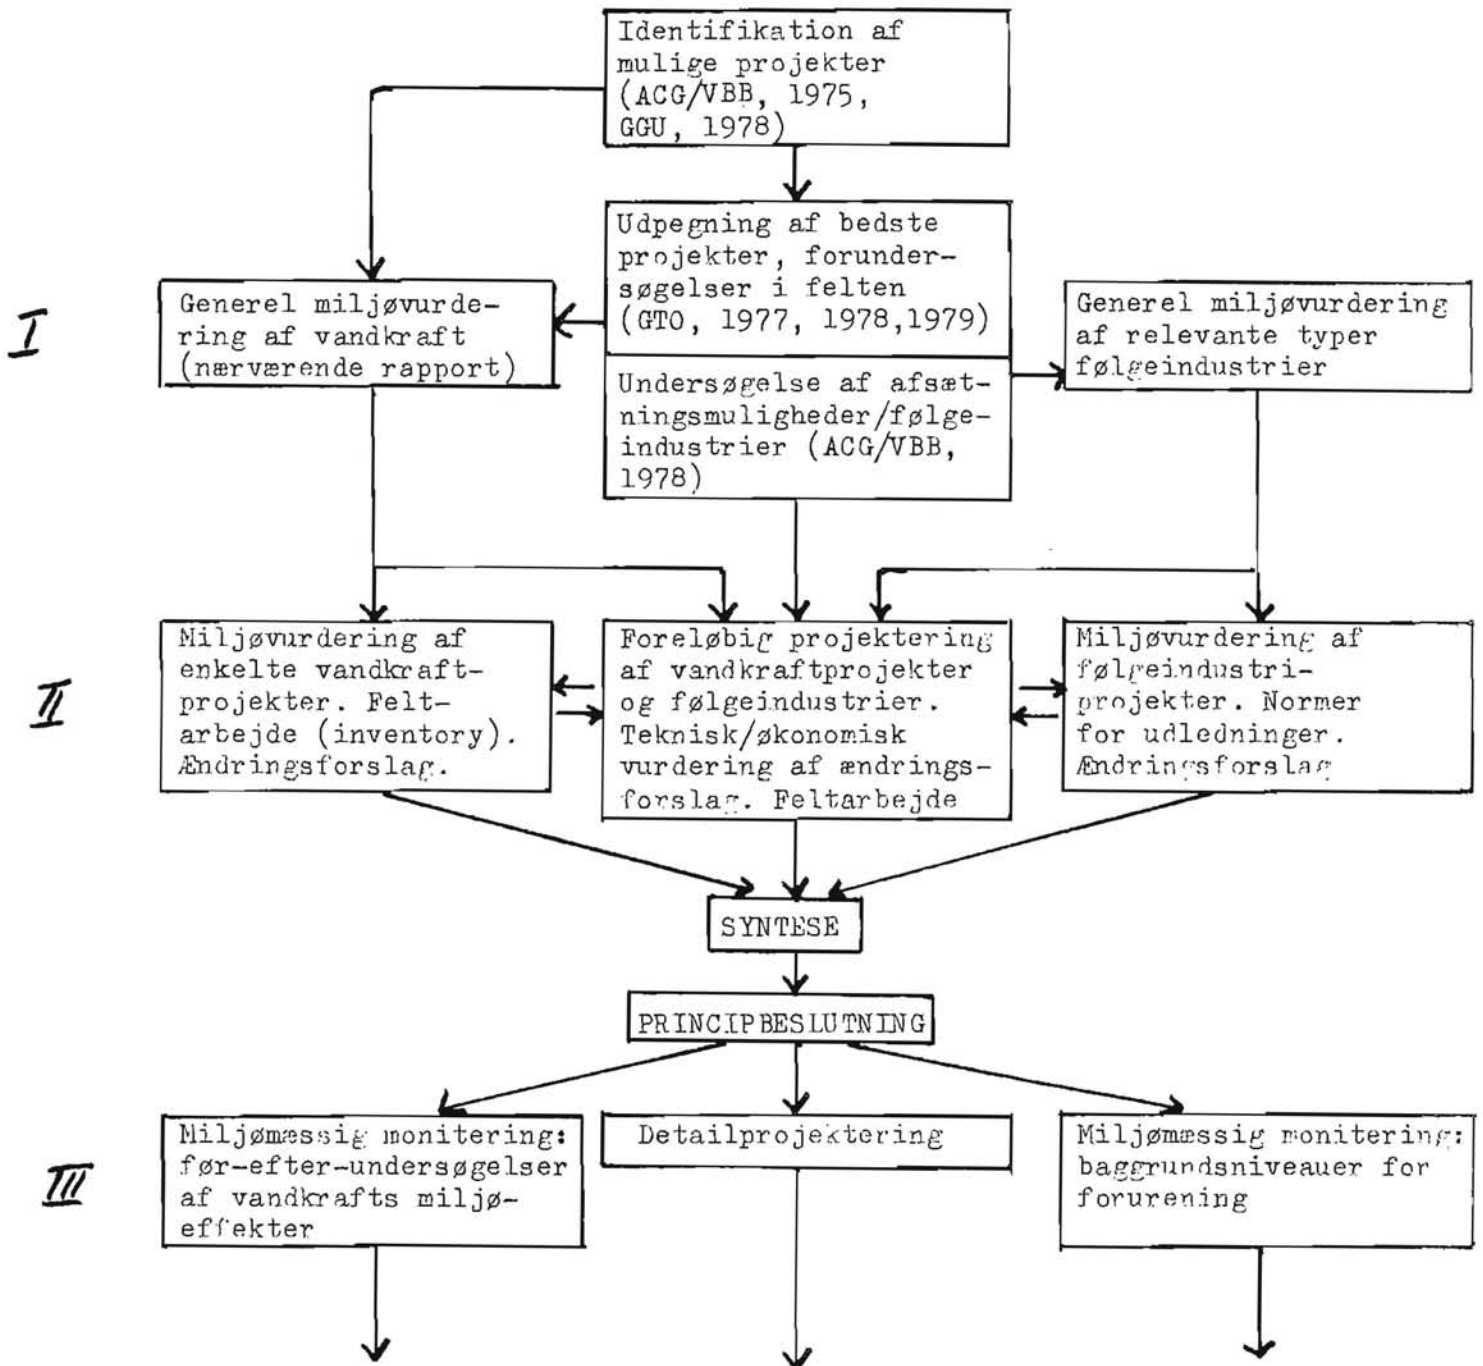 Identifikation af
mulige projekter
(ACG/VBB, 1975,
GGU, 1978)
Udpegning af bedste
projekter, forunder-
søgelser i felten
(GTO, 1977, 1978,1979)
I
Generel miljøvurde-
ring af vandkraft
(nærværende rapport)
Undersøgelse af afsæt-
ningsmuligheder/følge-
industrier (ACG/VBB,
1978)
Generel miljøvurdering
af relevante typer
følgeindustrier
II
Miljøvurdering af
enkelte vandkraft-
projekter. Felt-
arbejde (inventory).
Ændringsforslag.
Foreløbig projektering
af vandkraftprojekter
og følgeindustrier.
Teknisk/økonomisk
vurdering af ændrings-
forslag. Feltarbejde
Miljøvurdering af
følgeindustri-
projekter. Normer
for udledninger.
Ændringsforslag
SYNTESE
PRINCIPBESLUTNING
III
Miljømæssig monitering:
før-efter-undersøgelser
af vandkrafts miljø-
effekter
Detailprojektering
Miljømæssig monitering:
baggrundsniveauer for
forurening